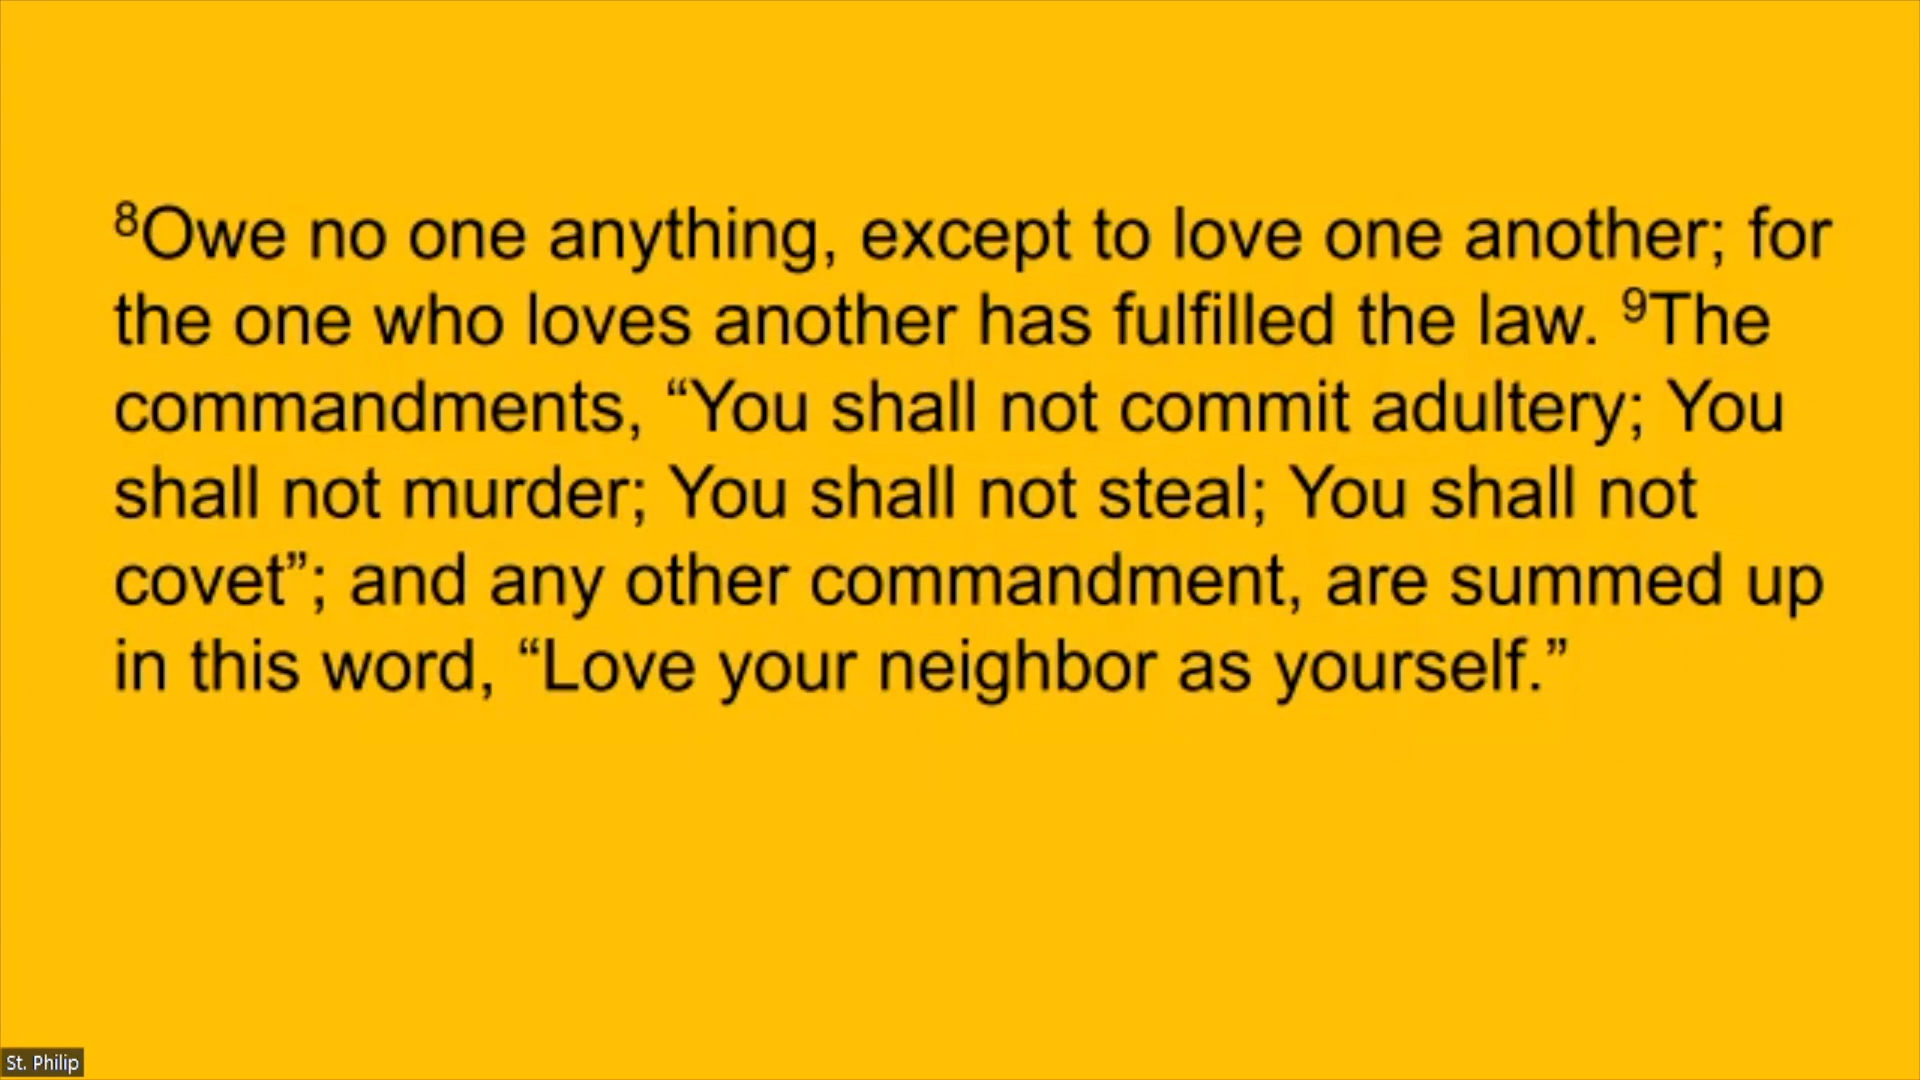 ⁸Owe no one anything, except to love one another; for
the one who loves another has fulfilled the law. ⁹The
commandments, “You shall not commit adultery; You
shall not murder; You shall not steal; You shall not
covet”; and any other commandment, are summed up
in this word, “Love your neighbor as yourself.”
St. Philip